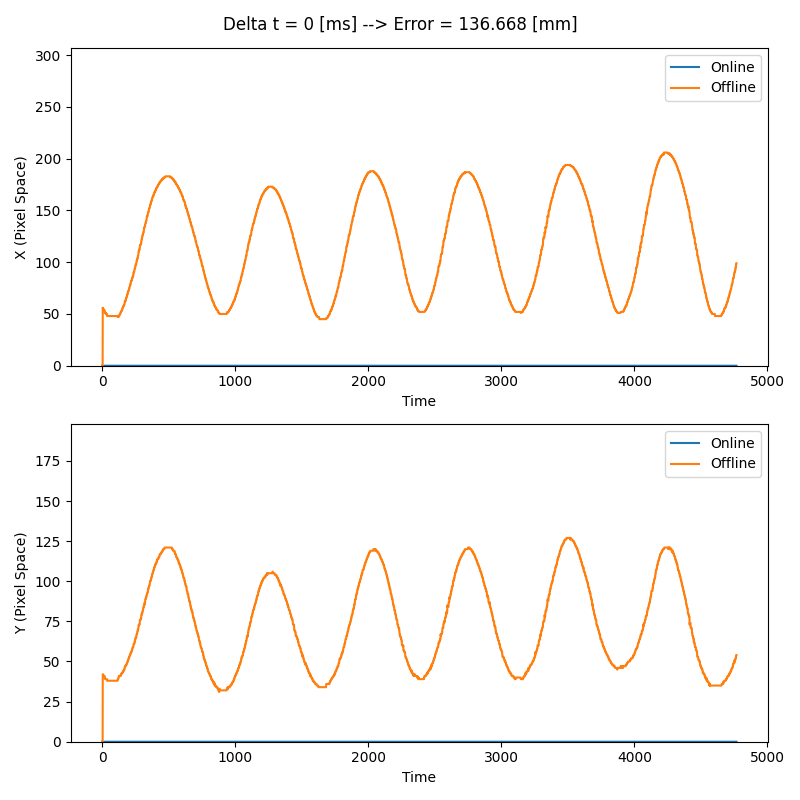 Delta t = 0 [ms] --> Error = 136.668 [mm]
300
250
200
150
100
50
0
X (Pixel Space)
Online
Offline
0 1000 2000 3000 4000 5000
Time
175
150
125
100
75
50
25
0
Y (Pixel Space)
Online
Offline
0 1000 2000 3000 4000 5000
Time